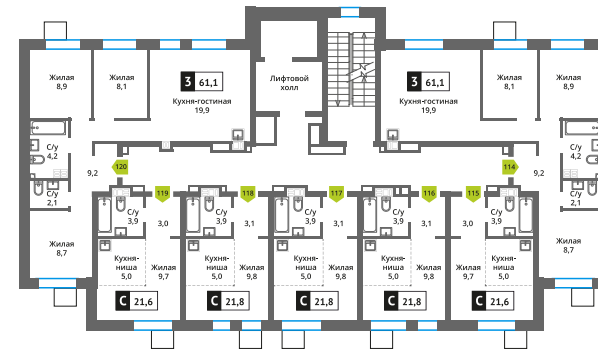 Жилая
8,9
Жилая
8,1
3 61,1
Кухня-гостиная
19,9
Лифтовой
холл
3 61,1
Кухня-гостиная
19,9
Жилая
8,1
Жилая
8,9
С/у
4,2
9,2
120
С/у
2,1
Жилая
8,7
114
9,2
С/у
4,2
С/у
2,1
Жилая
8,7
119
С/у
3,9
3,0
Кухня-
ниша
5,0
Жилая
9,7
С 21,6
118
С/у
3,9
3,1
Кухня-
ниша
5,0
Жилая
9,8
С 21,8
117
С/у
3,9
3,1
Кухня-
ниша
5,0
Жилая
9,8
С 21,8
116
С/у
3,9
3,1
Кухня-
ниша
5,0
Жилая
9,8
С 21,8
115
3,0
С/у
3,9
Жилая
9,7
Кухня-
ниша
5,0
С 21,6